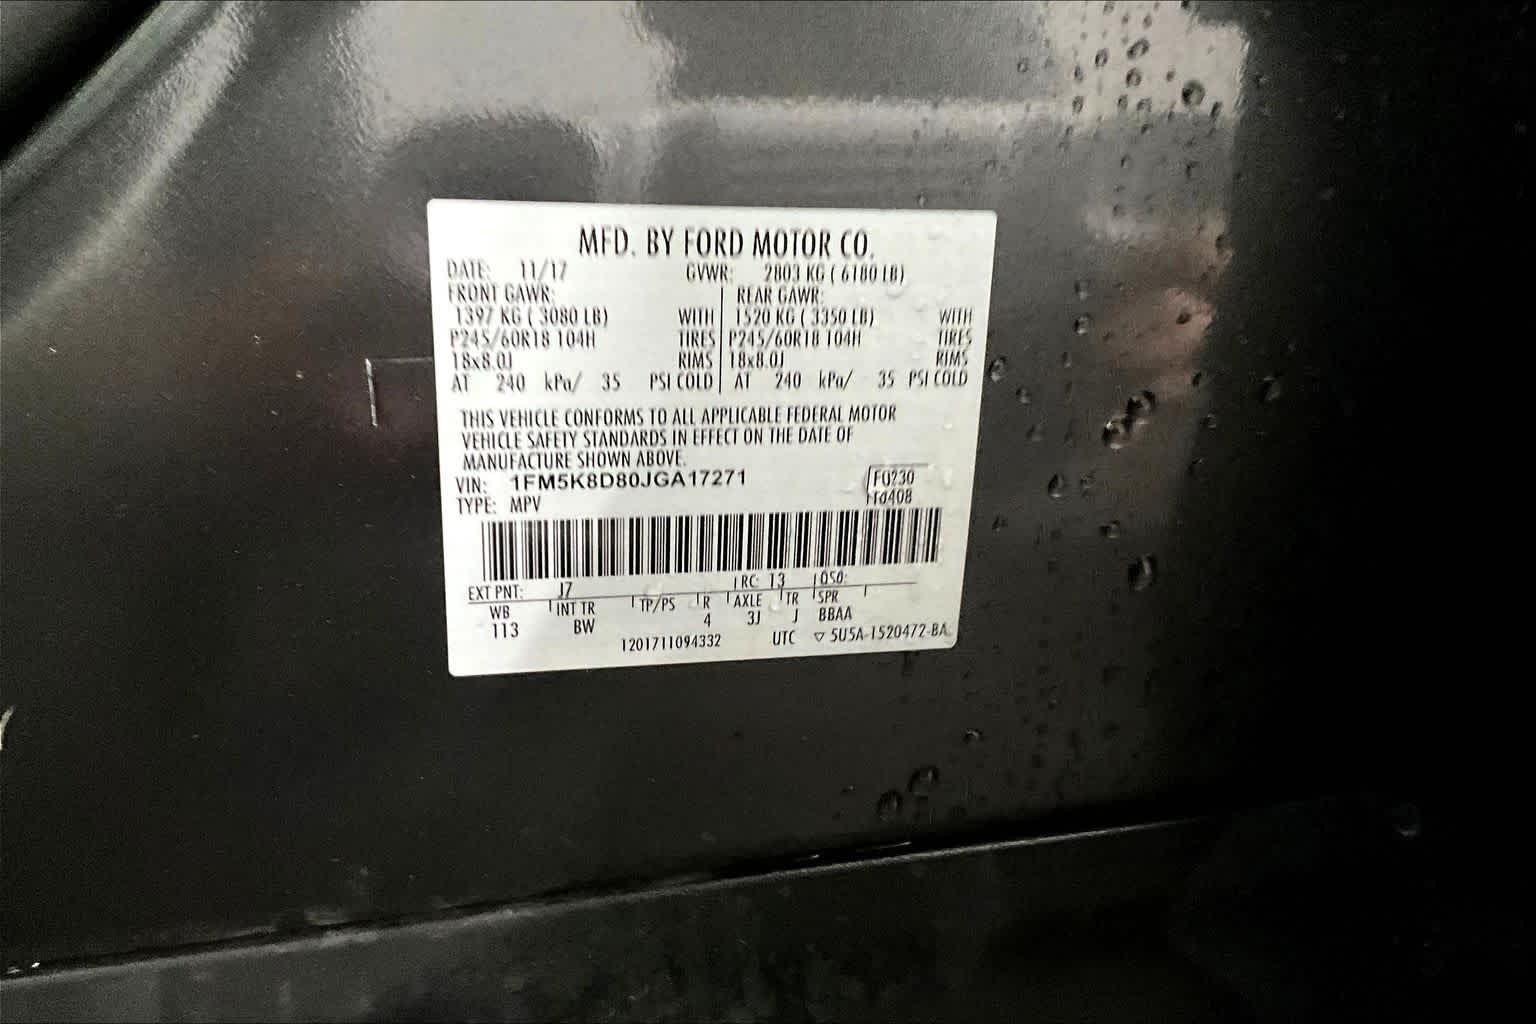 MFD. BY FORD MOTOR CO.
DATE: 11/17 GVWR: 2803 KG ( 6180 LB)
FRONT GAWR: REAR GAWR:
1397 KG ( 3080 LB) WITH 1520 KG ( 3350 LB) WITH
P245/60R18 104H TIRES P245/60R18 104H TIRES
18x8.0J RIMS 18x8.0J RIMS
AT 240 kPa/ 35 PSI COLD AT 240 kPa/ 35 PSI COLD
THIS VEHICLE CONFORMS TO ALL APPLICABLE FEDERAL MOTOR
VEHICLE SAFETY STANDARDS IN EFFECT ON THE DATE OF
MANUFACTURE SHOWN ABOVE.
VIN: 1FM5K8D80JGA17271 F0230
TYPE: MPV
EXT PNT: J7 RC: 13 DSO:
WB INT TR TP/PS R AXLE TR SPR
113 BW 4 3J J BBAA
1201711094332 UTC ▽ 5U5A-1520472-BA